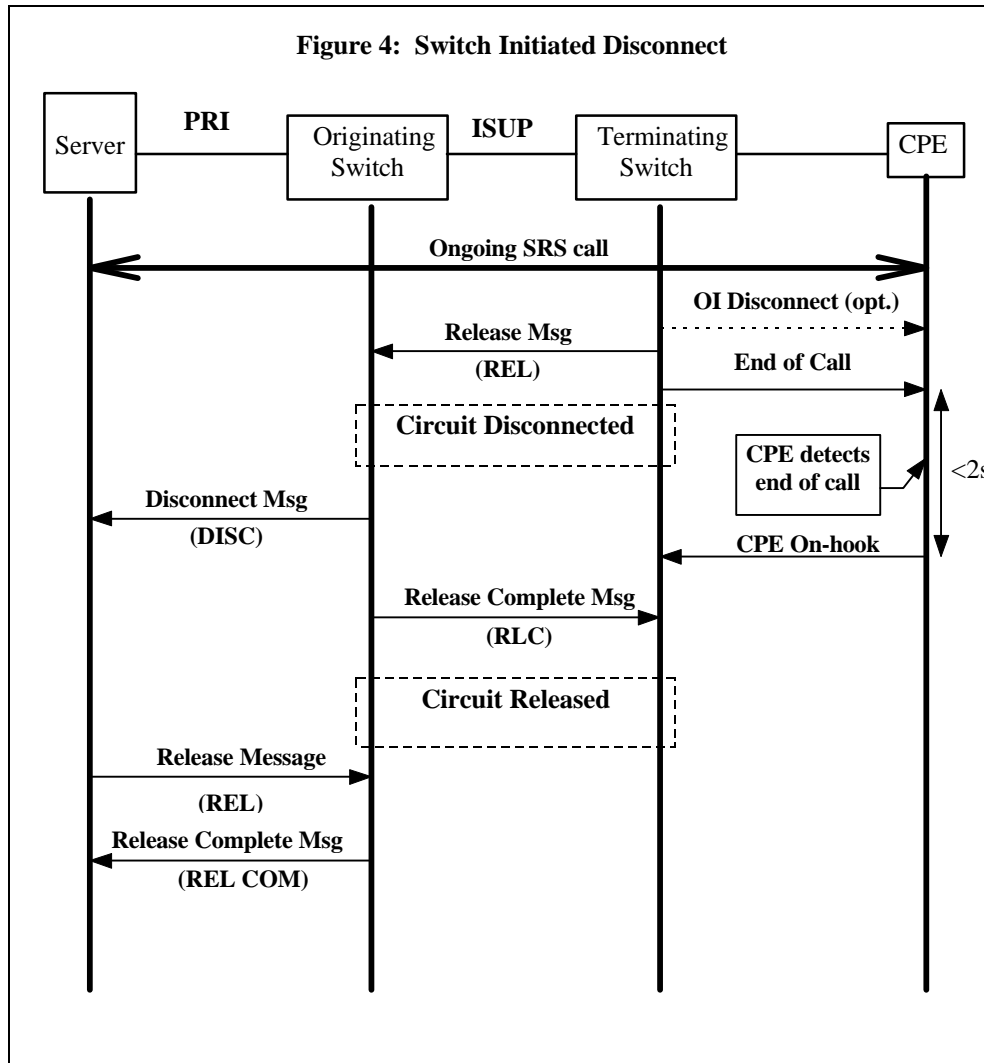 Figure 4: Switch Initiated Disconnect
Server
PRI
Originating
Switch
ISUP
Terminating
Switch
CPE
Ongoing SRS call
OI Disconnect (opt.)
Release Msg
(REL)
End of Call
Circuit Disconnected
CPE detects
end of call
<2s
Disconnect Msg
(DISC)
CPE On-hook
Release Complete Msg
(RLC)
Circuit Released
Release Message
(REL)
Release Complete Msg
(REL COM)